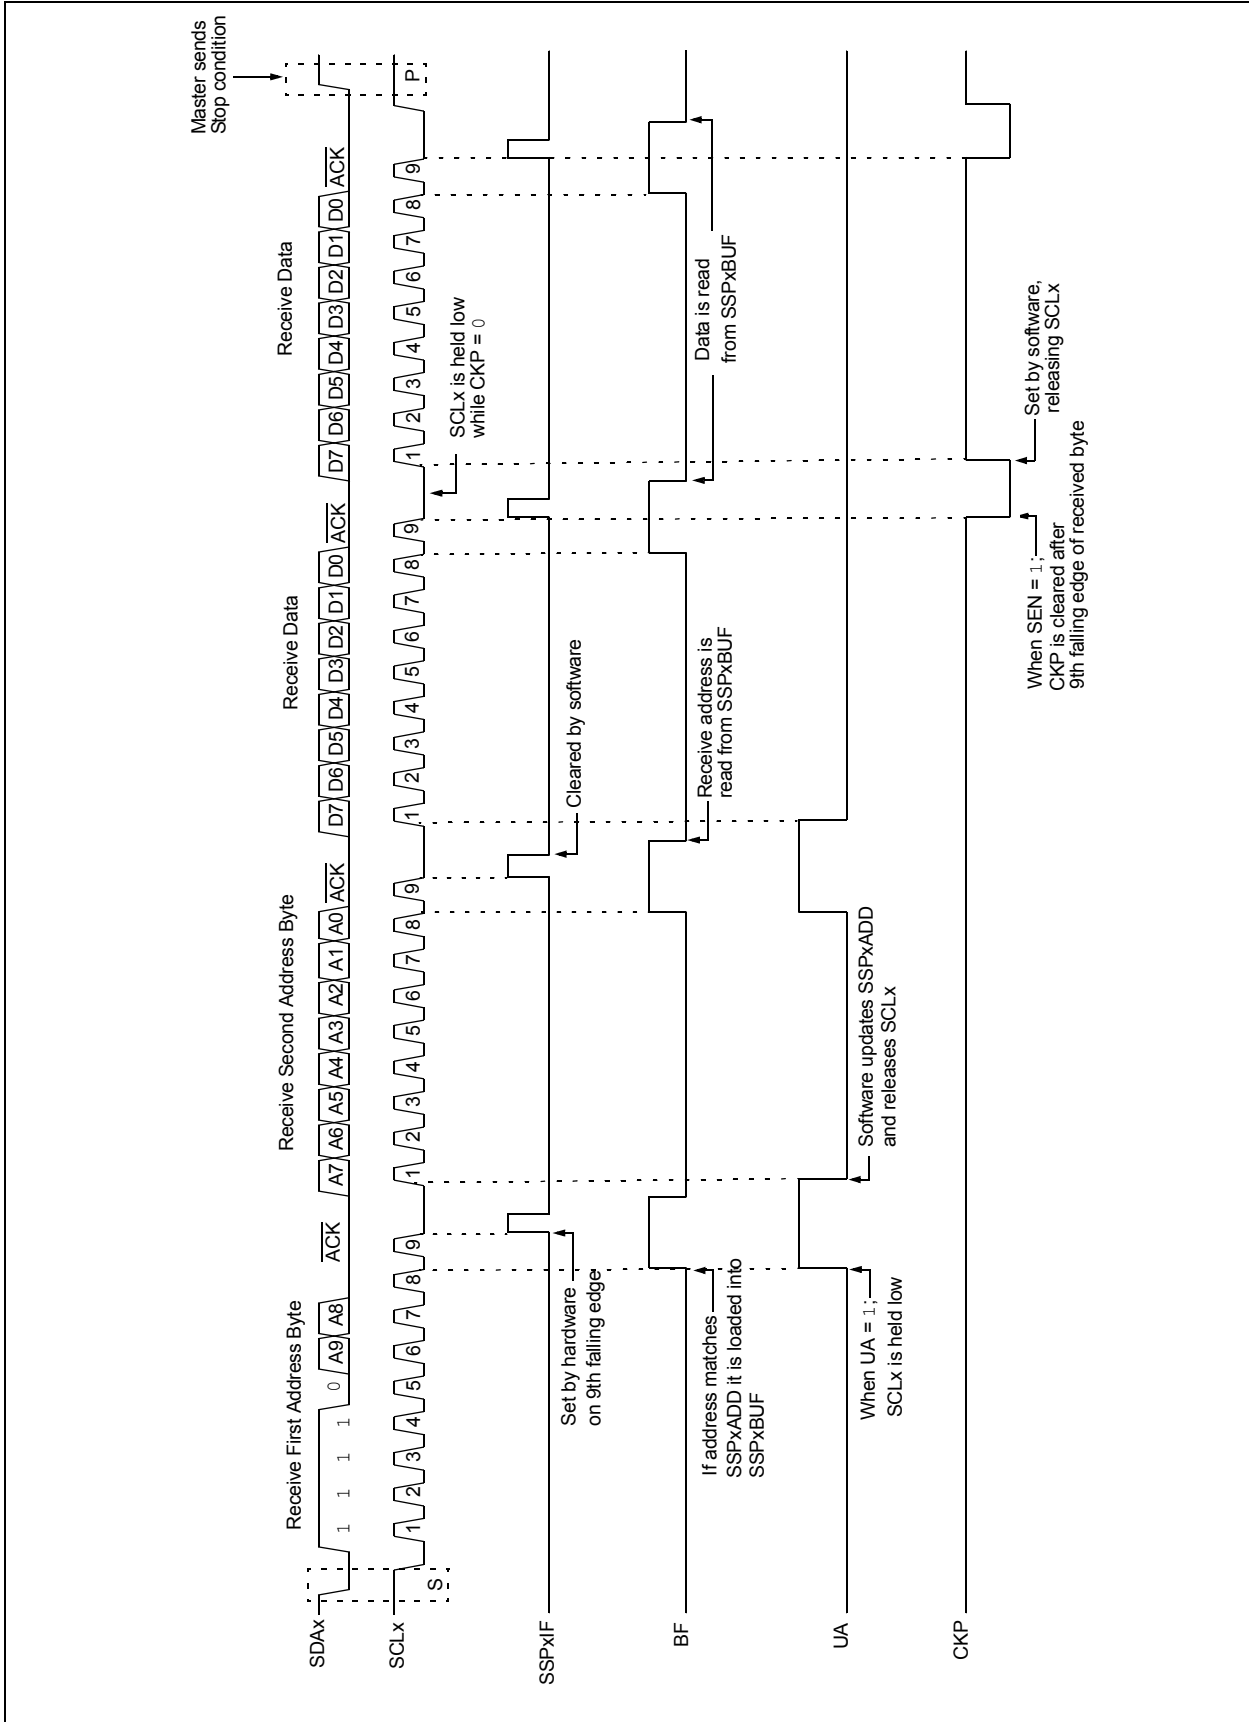 Master sends
Stop condition
Receive First Address Byte
Receive Second Address Byte
Receive Data
Receive Data
SDAx
1 1 1 1 0 A9 A8 ACK
A7 A6 A5 A4 A3 A2 A1 A0 ACK
D7 D6 D5 D4 D3 D2 D1 D0 ACK
D7 D6 D5 D4 D3 D2 D1 D0 ACK
SCLx
S
1 2 3 4 5 6 7 8 9
1 2 3 4 5 6 7 8 9
1 2 3 4 5 6 7 8 9
1 2 3 4 5 6 7 8 9
P
SCLx is held low
while CKP = 0
SSPxIF
Set by hardware
on 9th falling edge
Cleared by software
BF
If address matches
SSPxADD it is loaded into
SSPxBUF
Receive address is
read from SSPxBUF
Data is read
from SSPxBUF
UA
When UA = 1;
SCLx is held low
Software updates SSPxADD
and releases SCLx
CKP
When SEN = 1;
CKP is cleared after
9th falling edge of received byte
Set by software,
releasing SCLx